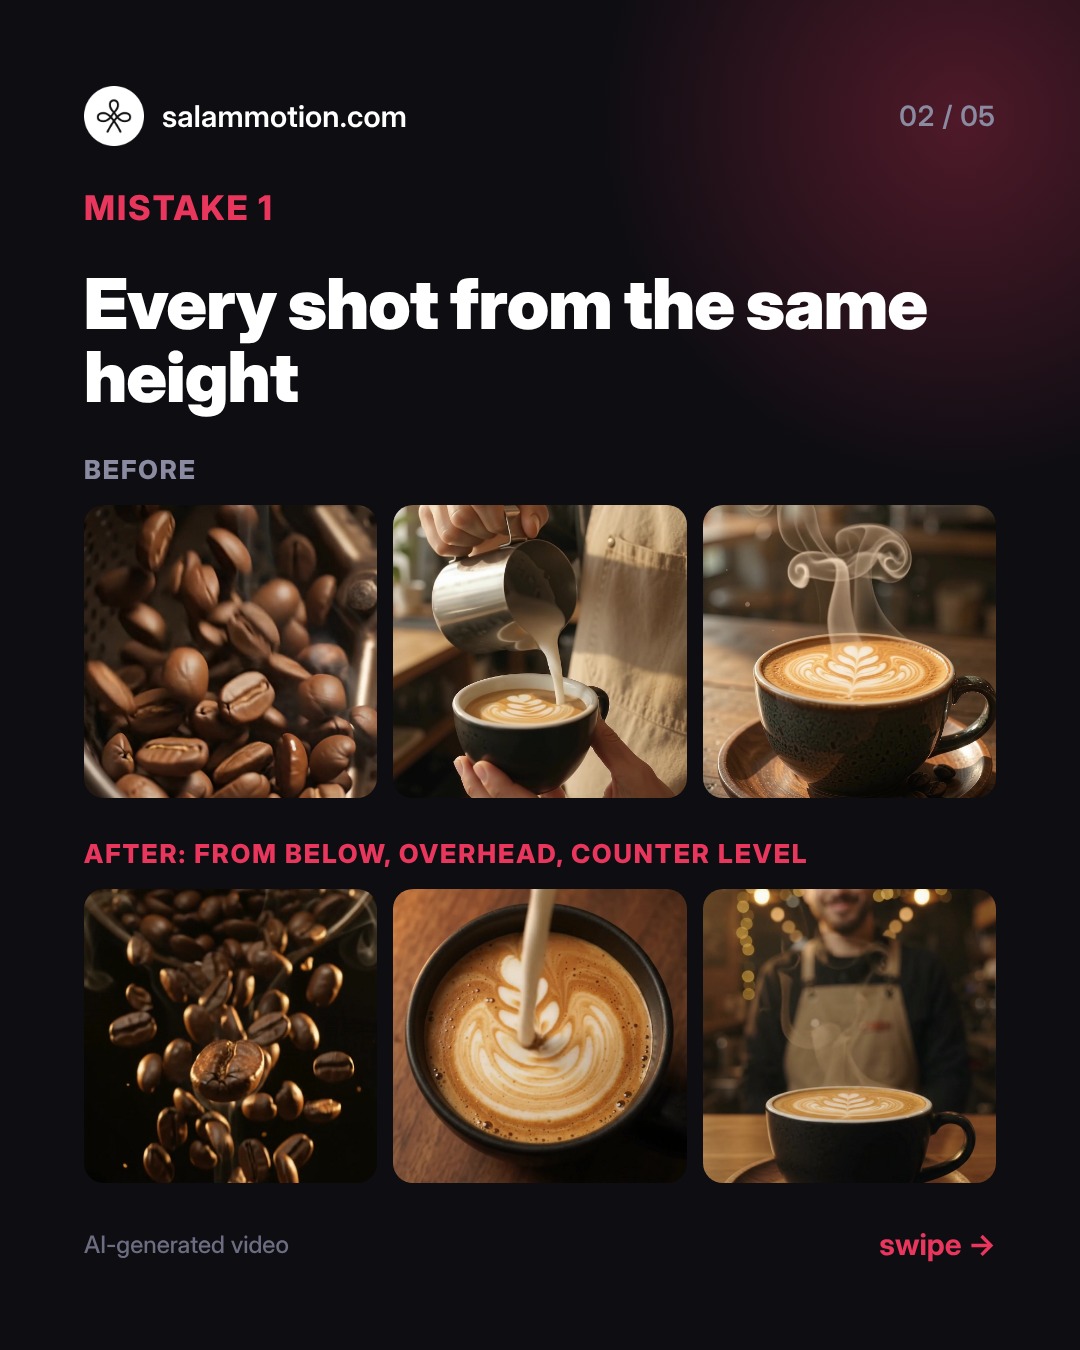 salammotion.com
02 / 05
MISTAKE 1
Every shot from the same
height
BEFORE
AFTER: FROM BELOW, OVERHEAD, COUNTER LEVEL
AI-generated video
swipe →